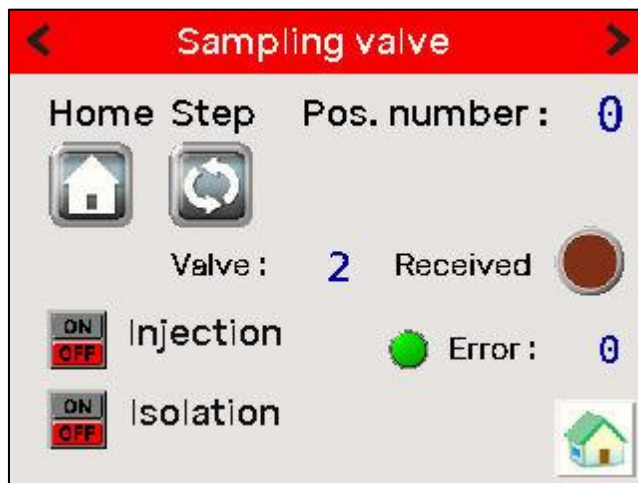 Sampling valve
Home Step Pos. number : 0
Valve : 2 Received
ON
OFF
Injection
Error : 0
ON
OFF
Isolation